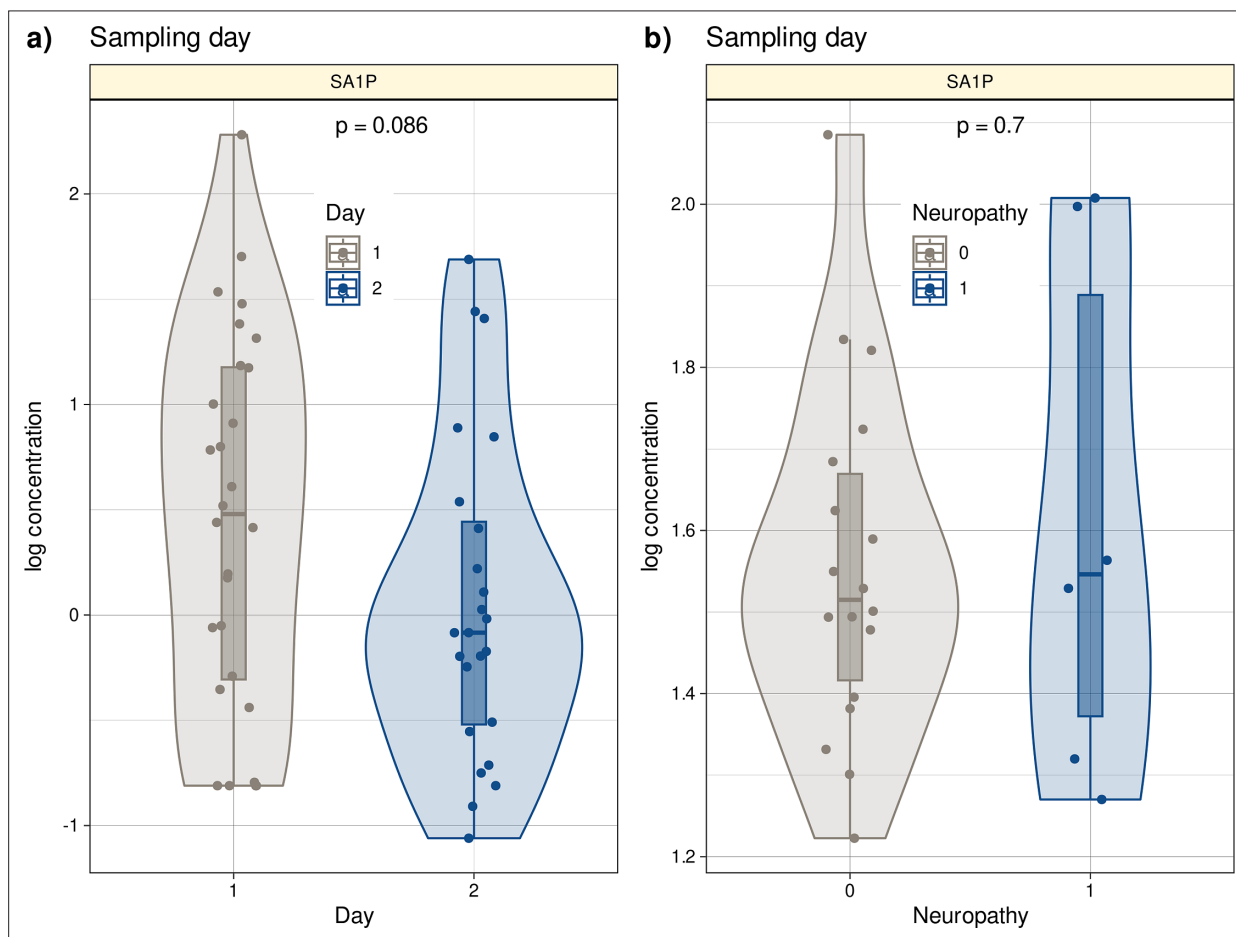 a) Sampling day
SA1P
p = 0.086
Day
1
2
2
1
0
-1
log concentration
1
2
Day
b) Sampling day
SA1P
p = 0.7
Neuropathy
0
1
2.0
1.8
1.6
1.4
1.2
log concentration
0
1
Neuropathy